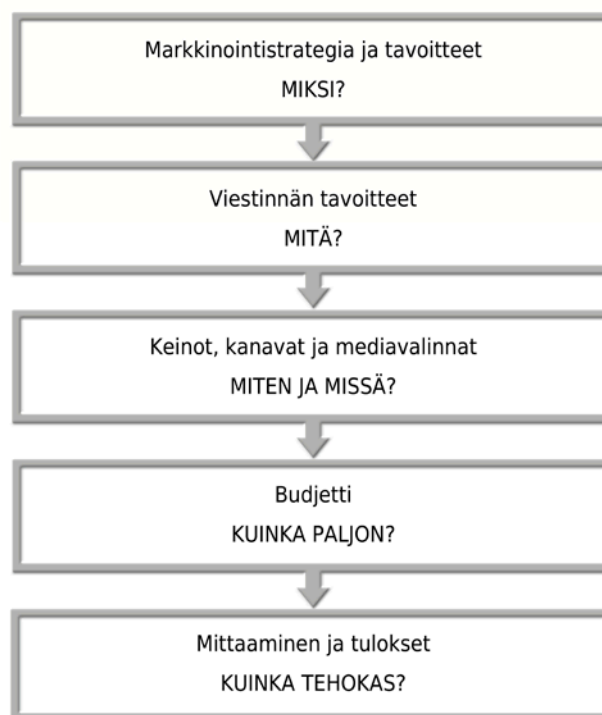 Markkinointistrategia ja tavoitteet
MIKSI?
Viestinnän tavoitteet
MITÄ?
Keinot, kanavat ja mediavalinnat
MITEN JA MISSÄ?
Budjetti
KUINKA PALJON?
Mittaaminen ja tulokset
KUINKA TEHOKAS?